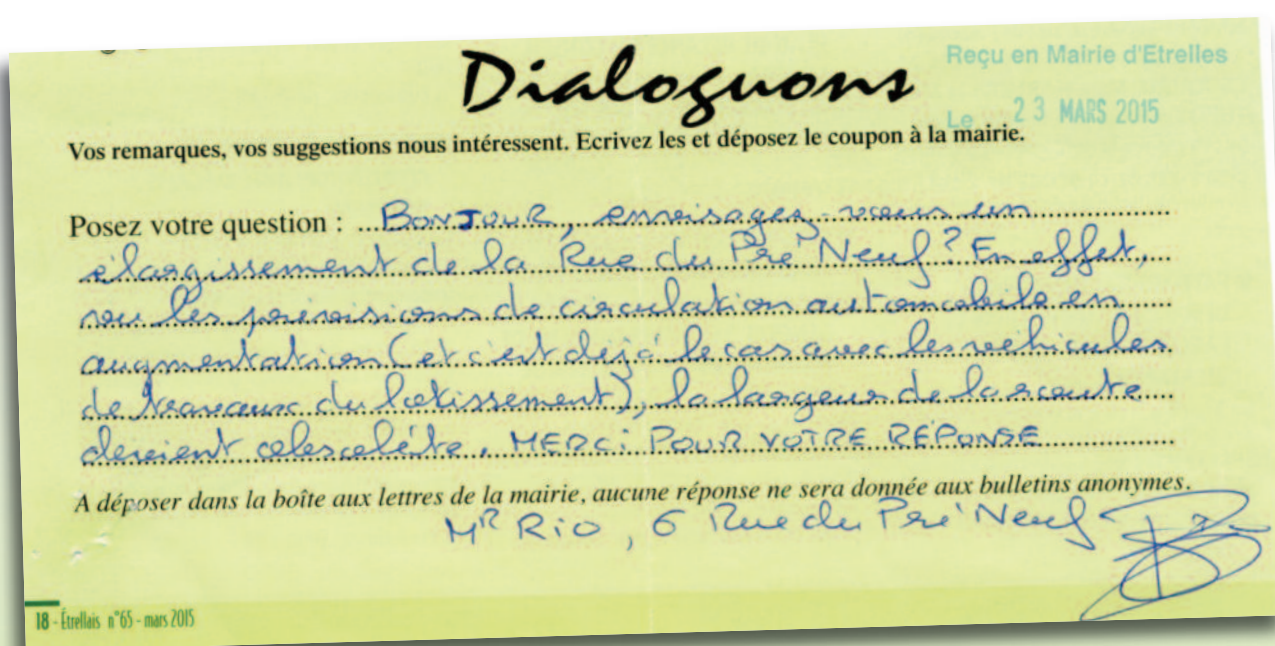 Dialoguons
Reçu en Mairie d'Etrelles
Le 23 MARS 2015
Vos remarques, vos suggestions nous intéressent. Ecrivez les et déposez le coupon à la mairie.
Posez votre question : BONJOUR, envisagez-vous un
élargissement de la Rue du Pré Neuf ? En effet,
vu les prévisions de circulation automobile en
augmentation (et c'est déjà le cas avec les véhicules
de travaux du lotissement), la largeur de la route
devient obsolète. MERCI POUR VOTRE RÉPONSE
A déposer dans la boîte aux lettres de la mairie, aucune réponse ne sera donnée aux bulletins anonymes.
MR RIO, 6 Rue du Pré Neuf
18 - Étrellais n°65 - mars 2015